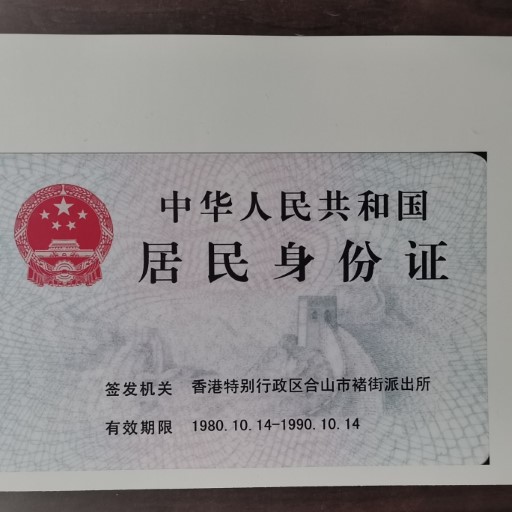 中华人民共和国
居民身份证
签发机关 香港特别行政区合山市褚街派出所
有效期限 1980.10.14-1990.10.14